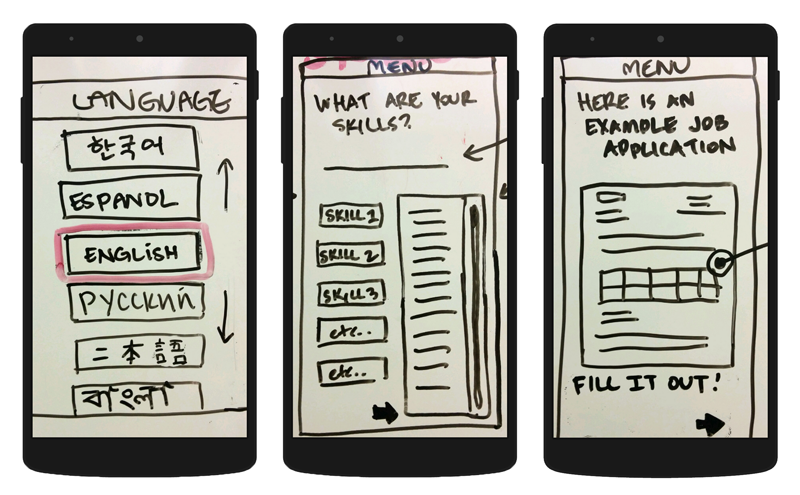 LANGUAGE
한국어
ESPANOL
ENGLISH
РУССКИЙ
二本語
বাংলা
MENU
WHAT ARE YOUR
SKILLS?
SKILL 1
SKILL 2
SKILL 3
etc..
etc..
MENU
HERE IS AN
EXAMPLE JOB
APPLICATION
FILL IT OUT!